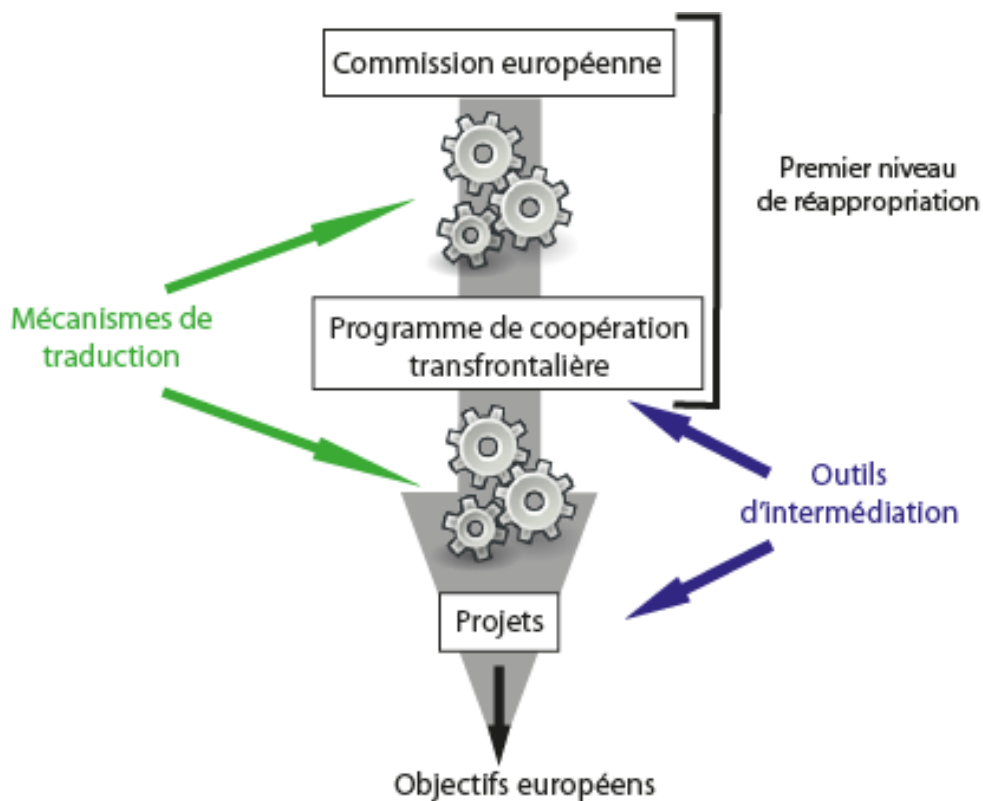 Commission européenne
Premier niveau
de réappropriation
Mécanismes de
traduction
Programme de coopération
transfrontalière
Outils
d'intermédiation
Projets
Objectifs européens